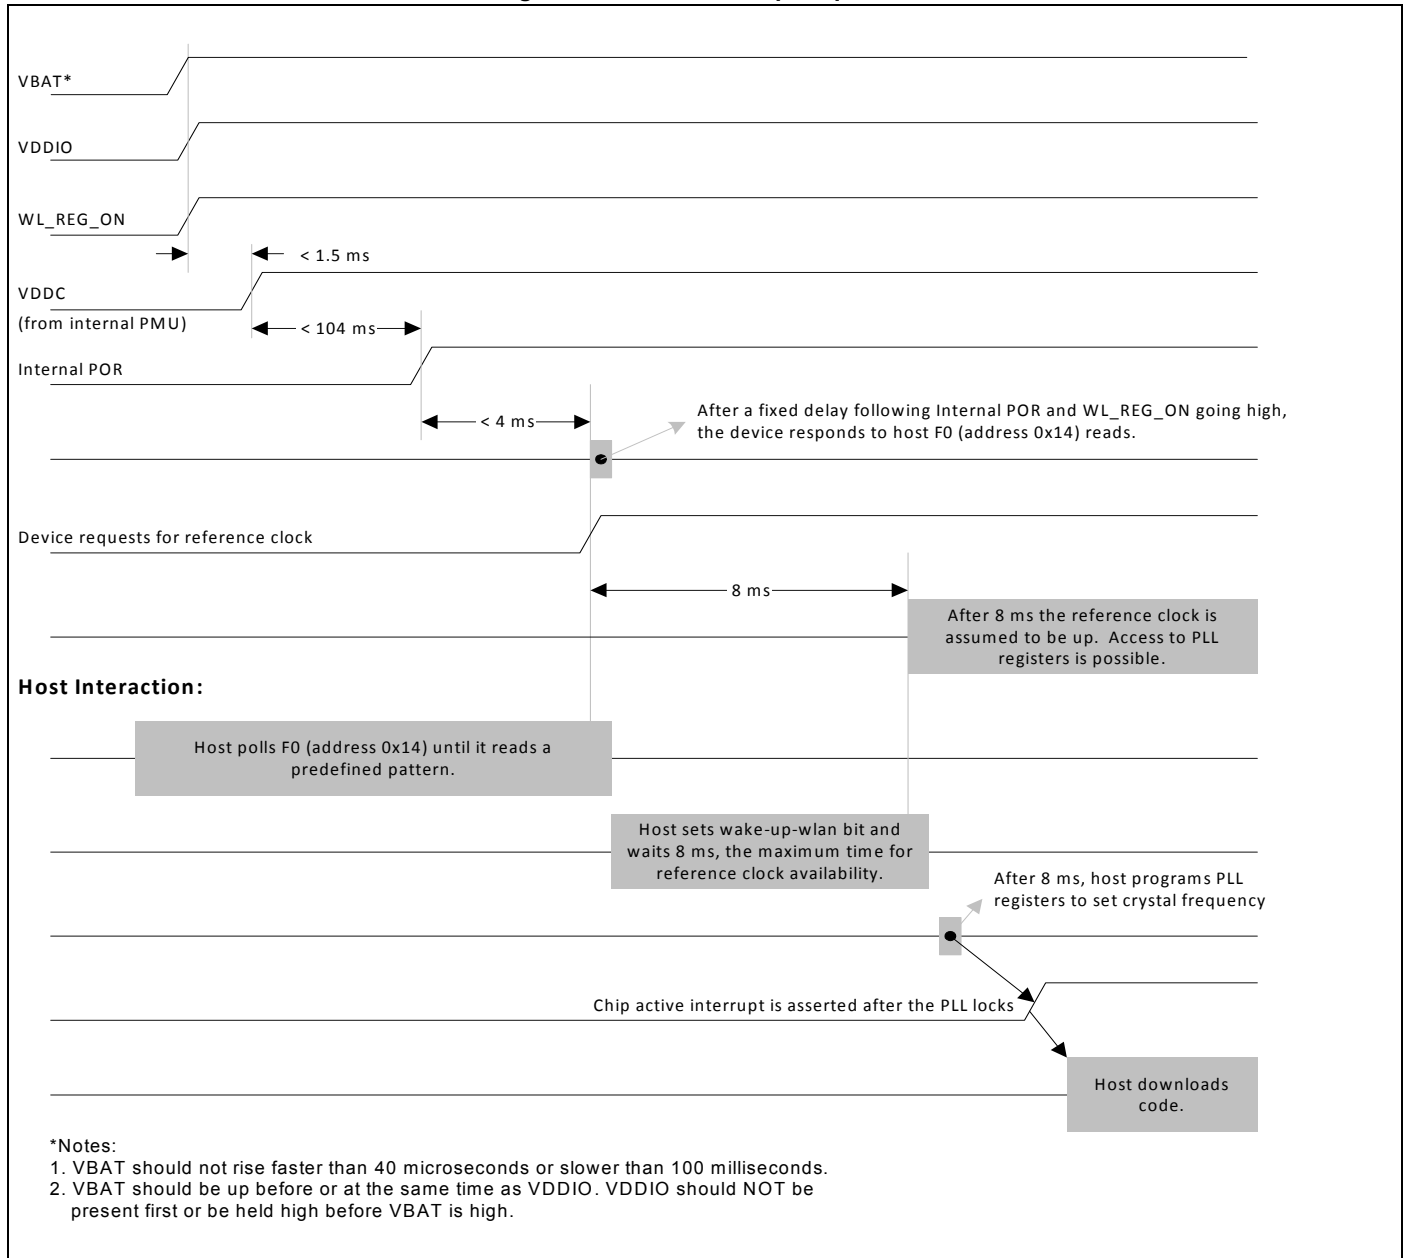 VBAT*
VDDIO
WL_REG_ON
< 1.5 ms
VDDC
(from internal PMU)
< 104 ms
Internal POR
After a fixed delay following Internal POR and WL_REG_ON going high,
the device responds to host F0 (address 0x14) reads.
< 4 ms
Device requests for reference clock
8 ms
After 8 ms the reference clock is
assumed to be up. Access to PLL
registers is possible.
Host Interaction:
Host polls F0 (address 0x14) until it reads a
predefined pattern.
Host sets wake-up-wlan bit and
waits 8 ms, the maximum time for
reference clock availability.
After 8 ms, host programs PLL
registers to set crystal frequency
Chip active interrupt is asserted after the PLL locks
Host downloads
code.
*Notes:
1. VBAT should not rise faster than 40 microseconds or slower than 100 milliseconds.
2. VBAT should be up before or at the same time as VDDIO. VDDIO should NOT be
present first or be held high before VBAT is high.